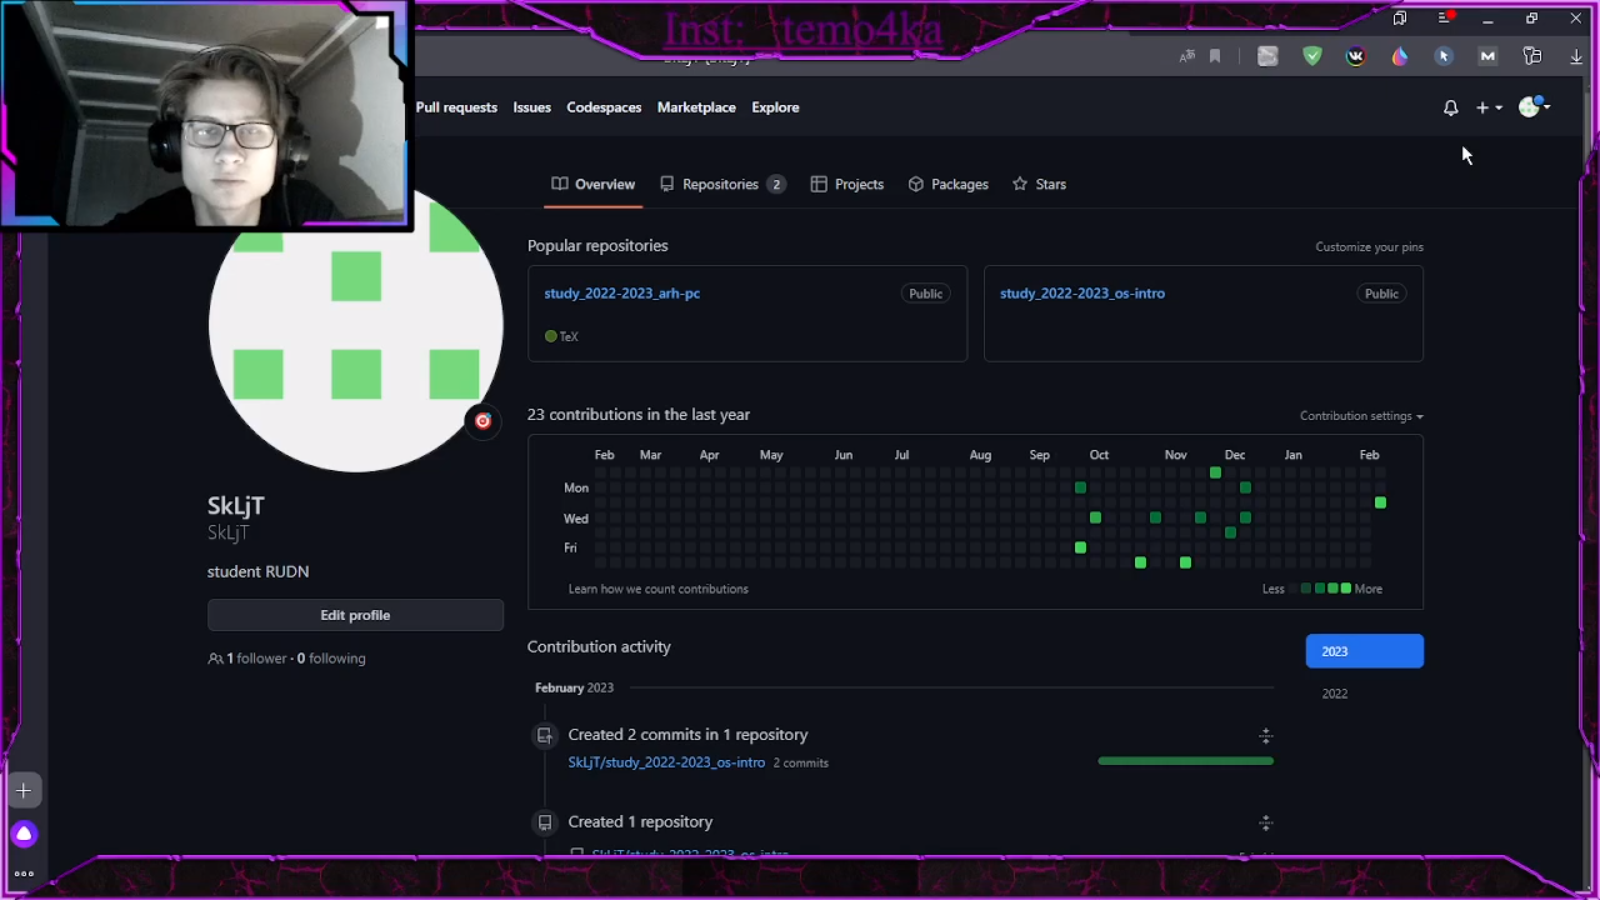 Inst: temo4ka
Pull requests Issues Codespaces Marketplace Explore
Overview Repositories 2 Projects Packages Stars
Popular repositories Customize your pins
study_2022-2023_arh-pc Public study_2022-2023_os-intro Public
TeX
23 contributions in the last year Contribution settings
Feb Mar Apr May Jun Jul Aug Sep Oct Nov Dec Jan Feb
Mon
Wed
Fri
Learn how we count contributions Less More
SkLjT
SkLjT
student RUDN
Edit profile
1 follower · 0 following
Contribution activity 2023
2022
February 2023
Created 2 commits in 1 repository
SkLjT/study_2022-2023_os-intro 2 commits
Created 1 repository
SkLjT/study_2022-2023_os-intro